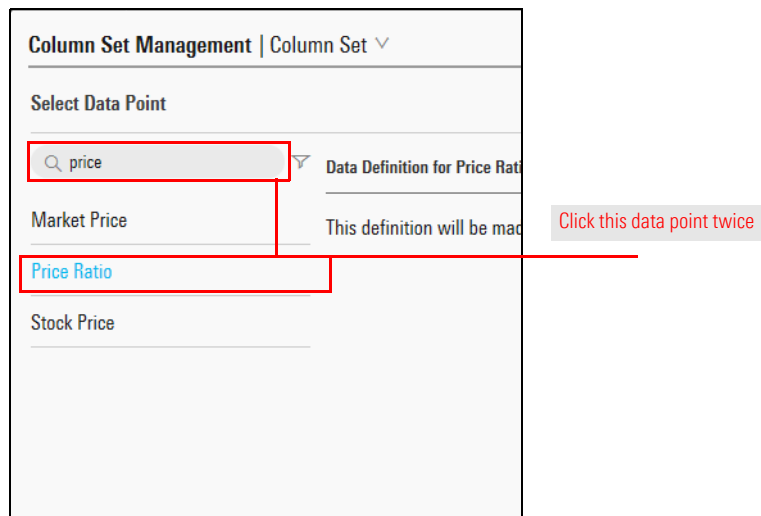 Column Set Management | Column Set
Select Data Point
price
Data Definition for Price Rati
Market Price
This definition will be mad
Click this data point twice
Price Ratio
Stock Price